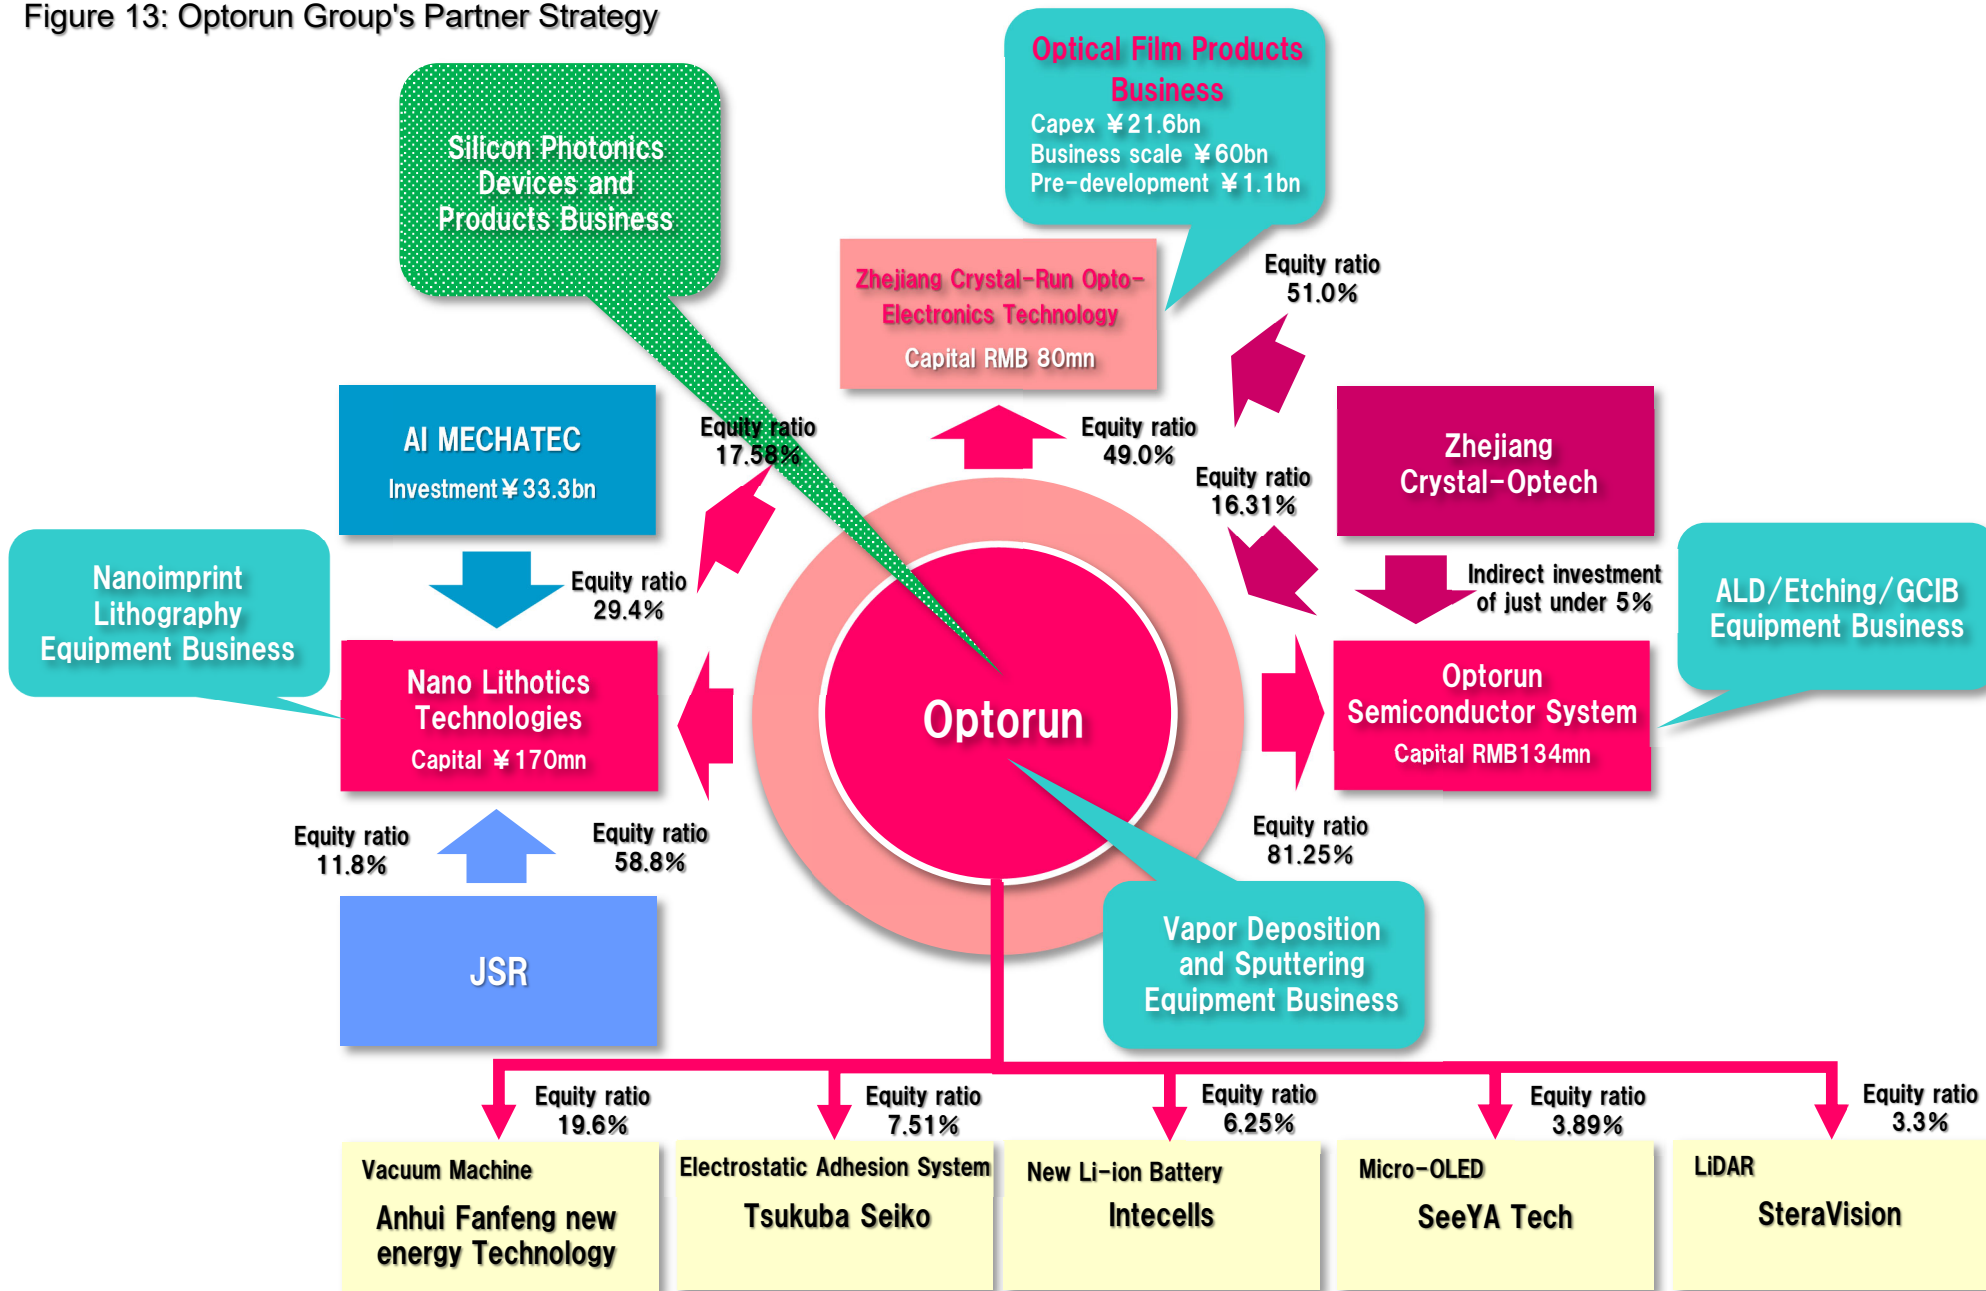 Figure 13: Optorun Group's Partner Strategy
Silicon Photonics
Devices and
Products Business
Optical Film Products
Business
Capex ¥21.6bn
Business scale ¥60bn
Pre-development ¥1.1bn
Zhejiang Crystal-Run Opto-
Electronics Technology
Capital RMB 80mn
Equity ratio
51.0%
AI MECHATEC
Investment¥33.3bn
Equity ratio
17.58%
Equity ratio
49.0%
Equity ratio
16.31%
Zhejiang
Crystal-Optech
Nanoimprint
Lithography
Equipment Business
Equity ratio
29.4%
Indirect investment
of just under 5%
ALD/Etching/GCIB
Equipment Business
Nano Lithotics
Technologies
Capital ¥170mn
Optorun
Optorun
Semiconductor System
Capital RMB134mn
Equity ratio
11.8%
Equity ratio
58.8%
Equity ratio
81.25%
JSR
Vapor Deposition
and Sputtering
Equipment Business
Equity ratio
19.6%
Equity ratio
7.51%
Equity ratio
6.25%
Equity ratio
3.89%
Equity ratio
3.3%
Vacuum Machine
Anhui Fanfeng new
energy Technology
Electrostatic Adhesion System
Tsukuba Seiko
New Li-ion Battery
Intecells
Micro-OLED
SeeYA Tech
LiDAR
SteraVision